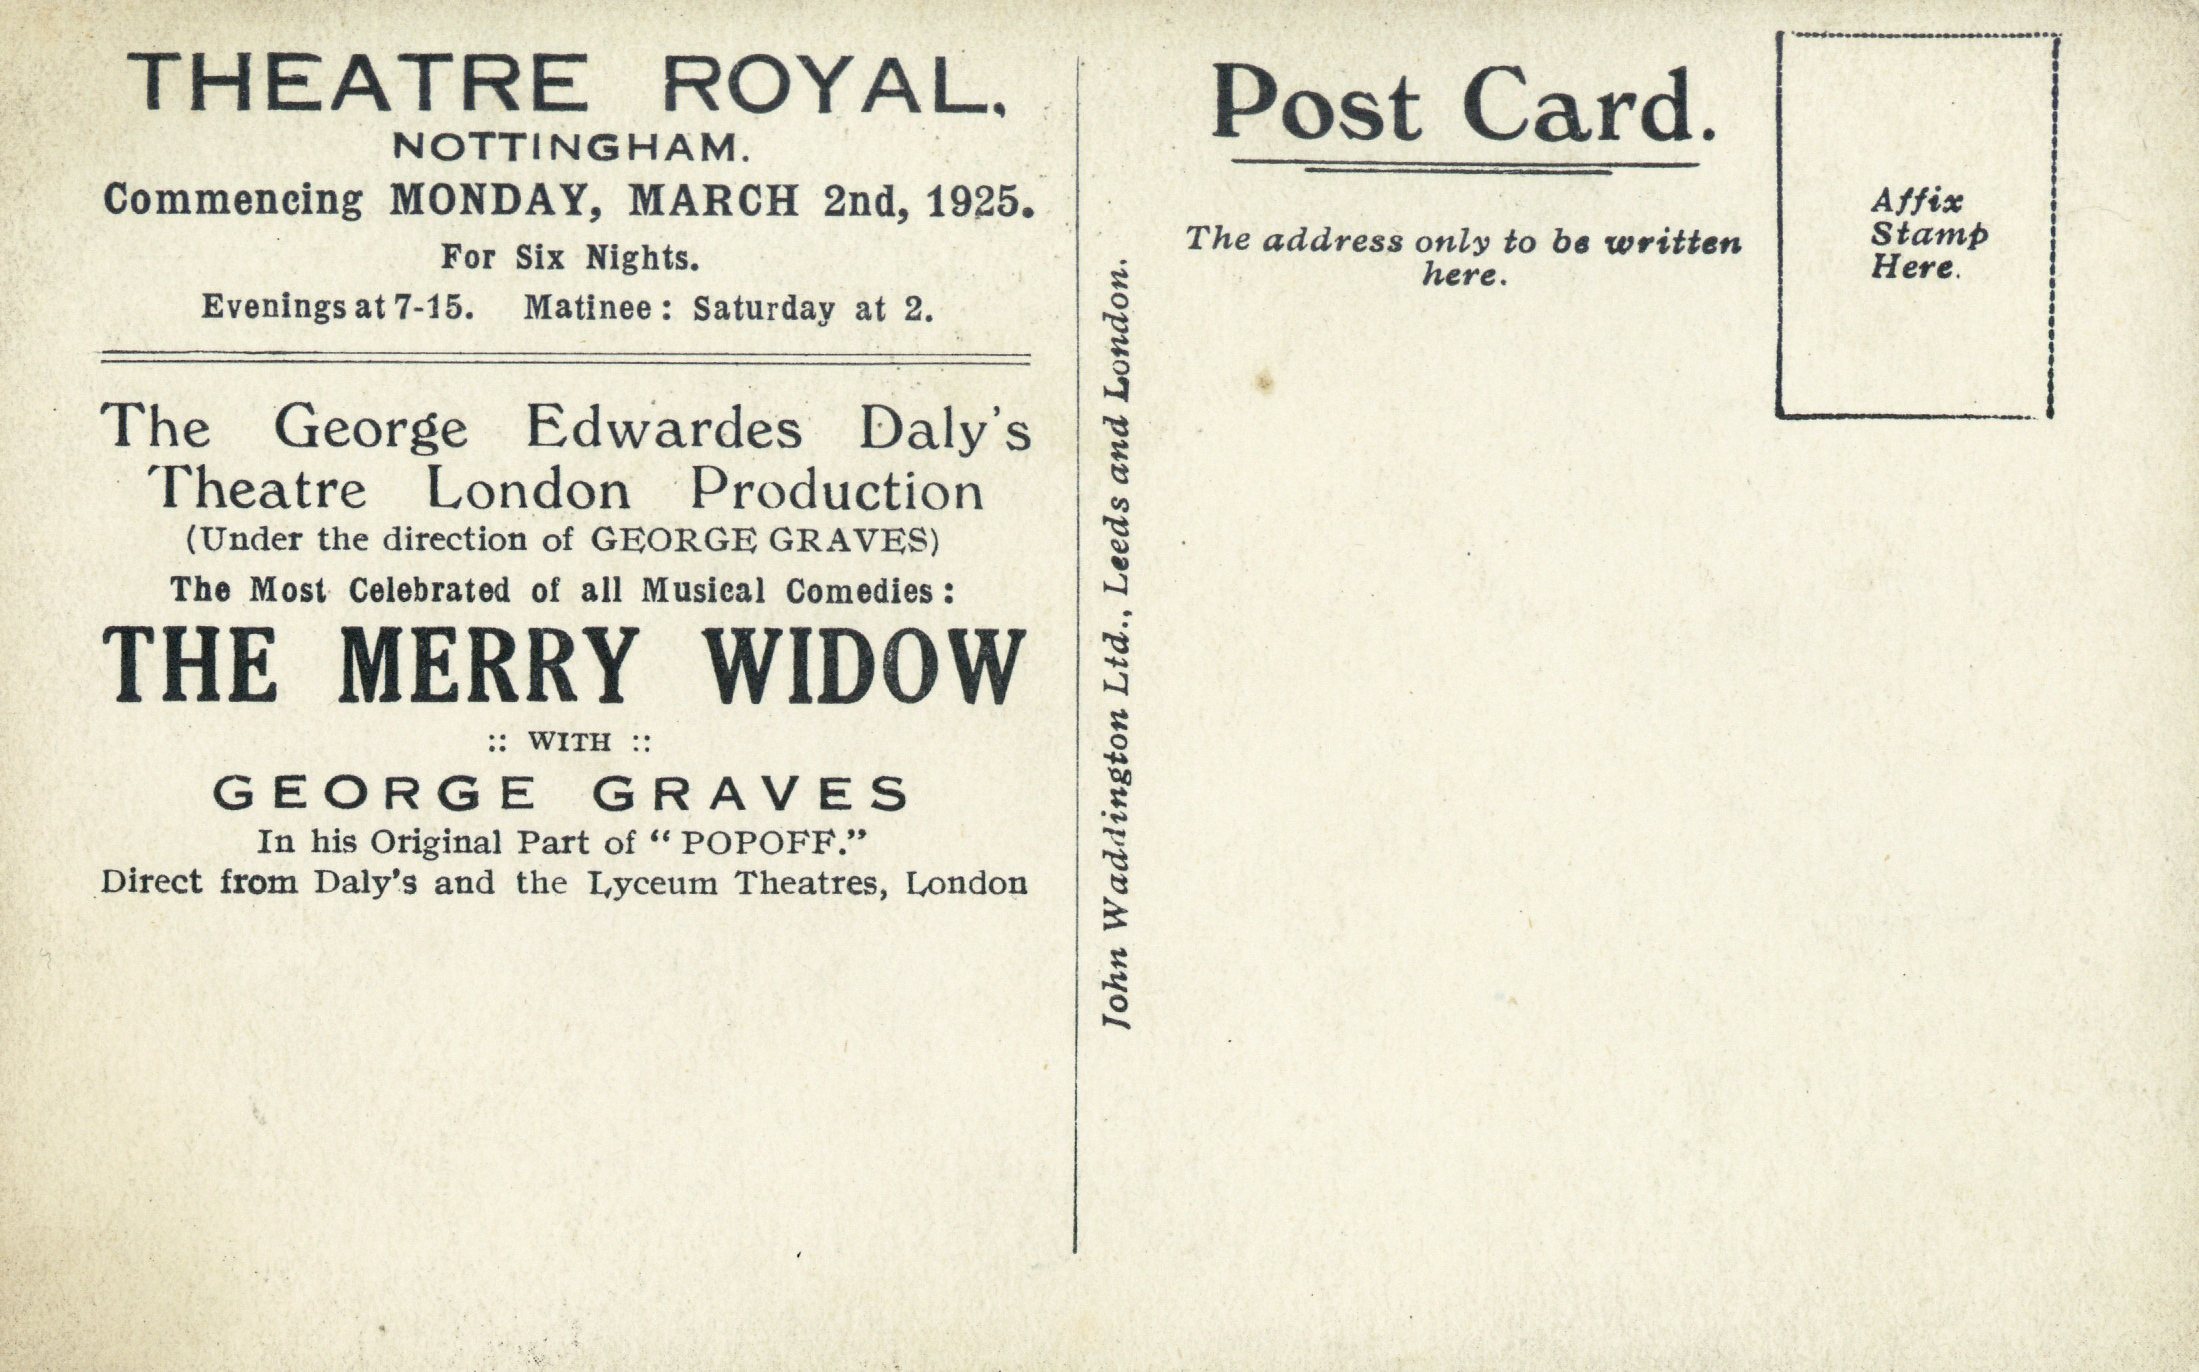 THEATRE ROYAL,
NOTTINGHAM.
Commencing MONDAY, MARCH 2nd, 1925.
For Six Nights.
Evenings at 7-15. Matinee: Saturday at 2.
The George Edwardes Daly's
Theatre London Production
(Under the direction of GEORGE GRAVES)
The Most Celebrated of all Musical Comedies:
THE MERRY WIDOW
:: WITH ::
GEORGE GRAVES
In his Original Part of "POPOFF."
Direct from Daly's and the Lyceum Theatres, London
John Waddington Ltd., Leeds and London.
Post Card.
The address only to be written
here.
Affix
Stamp
Here.